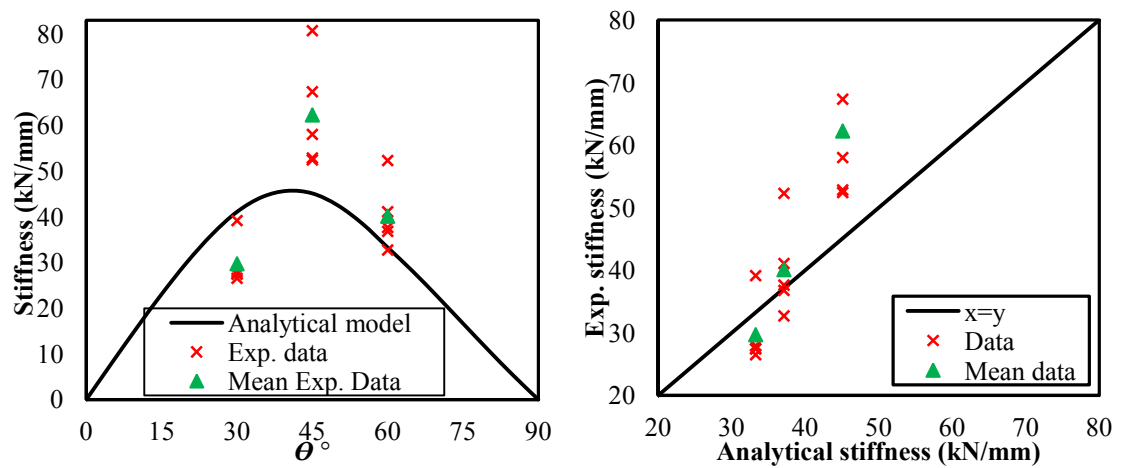 Stiffness (kN/mm)
80
70
60
50
40
30
20
10
0
0 15 30 45 60 75 90
θ °
Analytical model
Exp. data
Mean Exp. Data
Exp. stiffness (kN/mm)
80
70
60
50
40
30
20
20 30 40 50 60 70 80
Analytical stiffness (kN/mm)
x=y
Data
Mean data